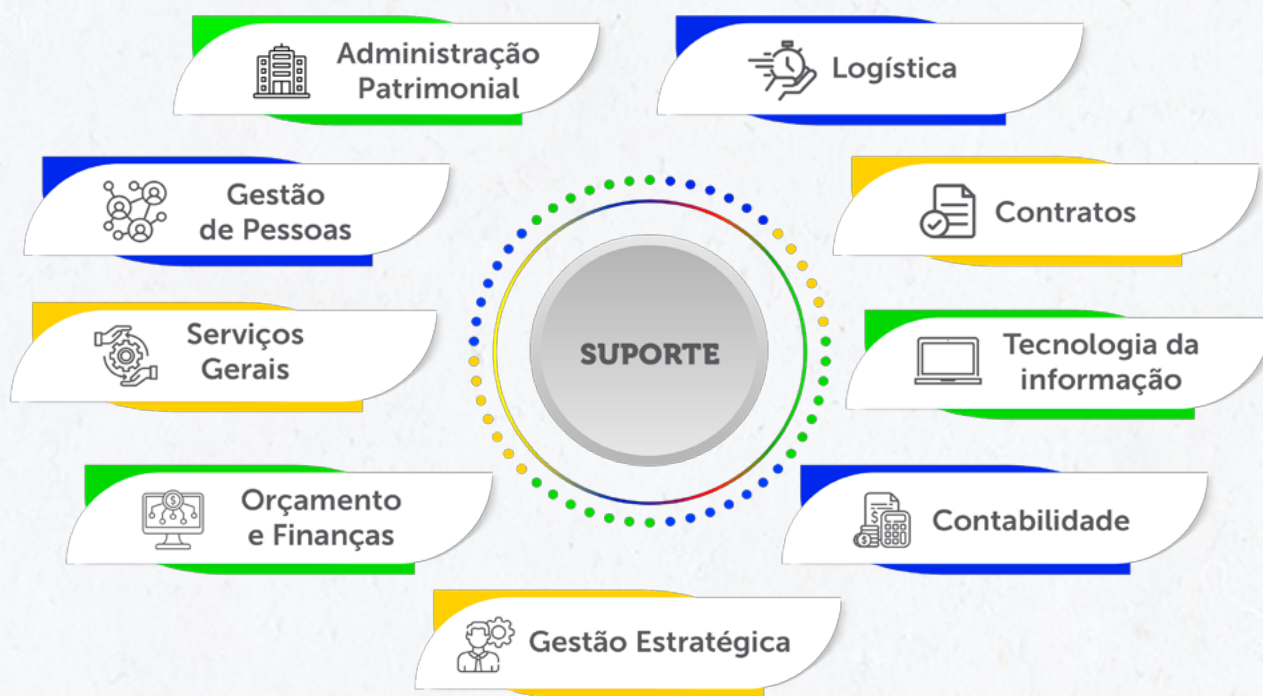 Administração
Patrimonial
Logística
Gestão
de Pessoas
Contratos
Serviços
Gerais
SUPORTE
Tecnologia da
informação
Orçamento
e Finanças
Contabilidade
Gestão Estratégica